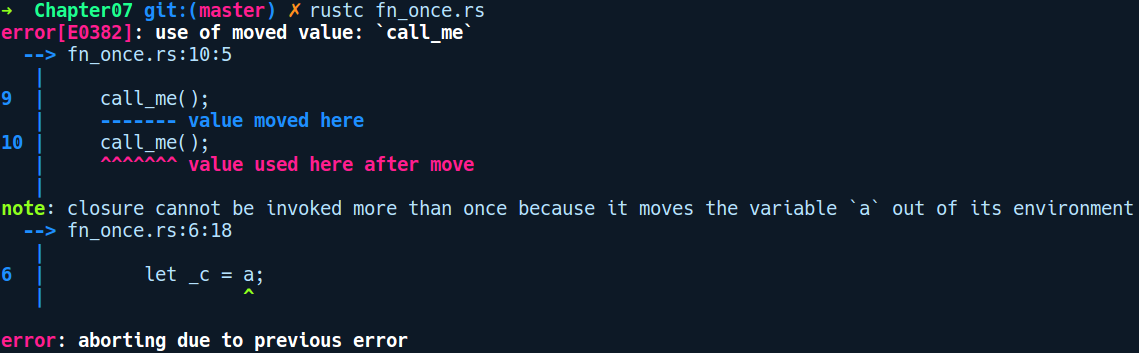 → Chapter07 git:(master) ✗ rustc fn_once.rs
error[E0382]: use of moved value: `call_me`
  --> fn_once.rs:10:5
   |
9  |     call_me();
   |     ------- value moved here
10 |     call_me();
   |     ^^^^^^^ value used here after move
   |
note: closure cannot be invoked more than once because it moves the variable `a` out of its environment
  --> fn_once.rs:6:18
   |
6  |         let _c = a;
   |                  ^

error: aborting due to previous error